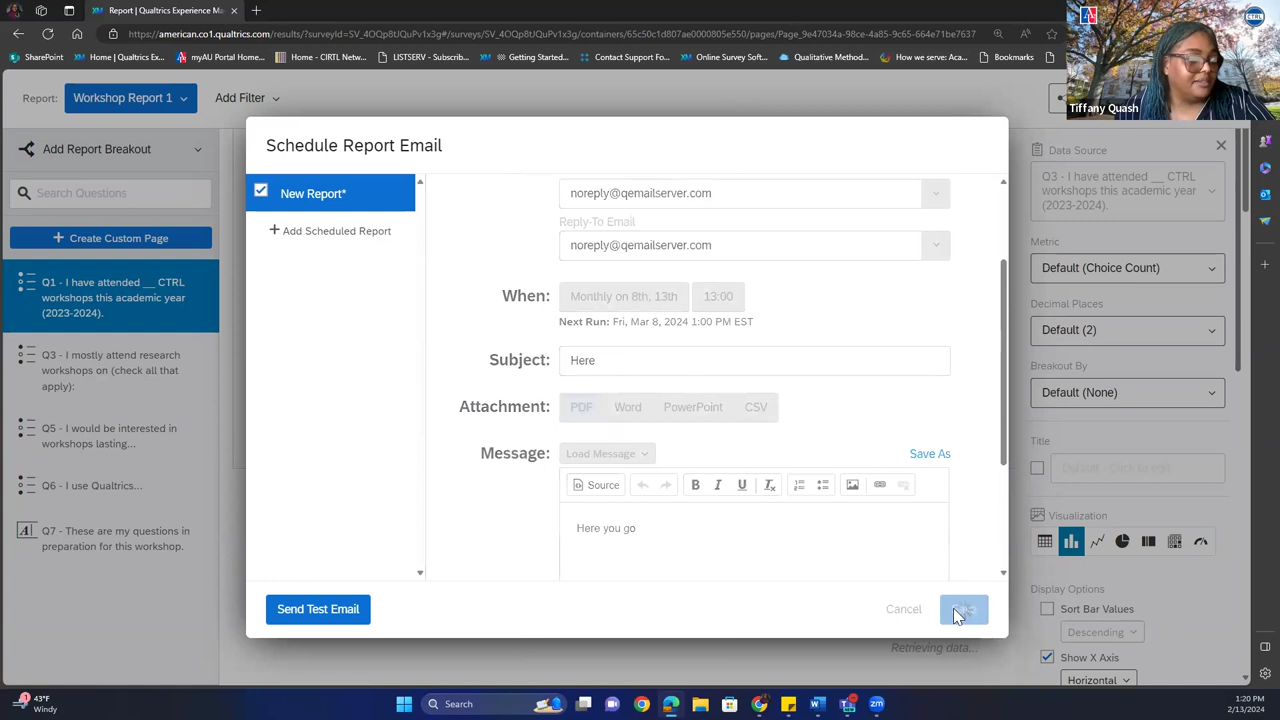 Report | Qualtrics Experience Ma
https://american.co1.qualtrics.com/results/?surveyId=SV_4OQp8tJQuPv1x3g#/surveys/SV_4OQp8tJQuPv1x3g/containers/65c50c1d807ae0000805e550/pages/Page_9e47034a-98ce-4a85-9c65-664e71be7637
SharePoint
Home | Qualtrics Ex...
myAU Portal Home...
Home - CIRTL Netw...
LISTSERV - Subscrib...
Getting Started...
Contact Support Fo...
Online Survey Sof...
Qualitative Method...
How we serve: Aca...
Bookmarks
CTRL
Tiffany Quash
Report:
Workshop Report 1
Add Filter
Add Report Breakout
Search Questions
+ Create Custom Page
Q1 - I have attended __ CTRL
workshops this academic year
(2023-2024).
Q3 - I mostly attend research
workshops on (check all that
apply):
Q5 - I would be interested in
workshops lasting...
Q6 - I use Qualtrics...
Q7 - These are my questions in
preparation for this workshop.
Schedule Report Email
New Report*
+ Add Scheduled Report
noreply@qemailserver.com
Reply-To Email
noreply@qemailserver.com
When:
Monthly on 8th, 13th
13:00
Next Run: Fri, Mar 8, 2024 1:00 PM EST
Subject:
Here
Attachment:
PDF
Word
PowerPoint
CSV
Message:
Load Message
Save As
Source
B I U Tx
Here you go
Send Test Email
Cancel
Retrieving data...
Data Source
Q3 - I have attended __ CTRL
workshops this academic year
(2023-2024).
Metric
Default (Choice Count)
Decimal Places
Default (2)
Breakout By
Default (None)
Title
Visualization
Display Options
Sort Bar Values
Descending
Show X Axis
Horizontal
1
43°F
Windy
Search
1:20 PM
2/13/2024